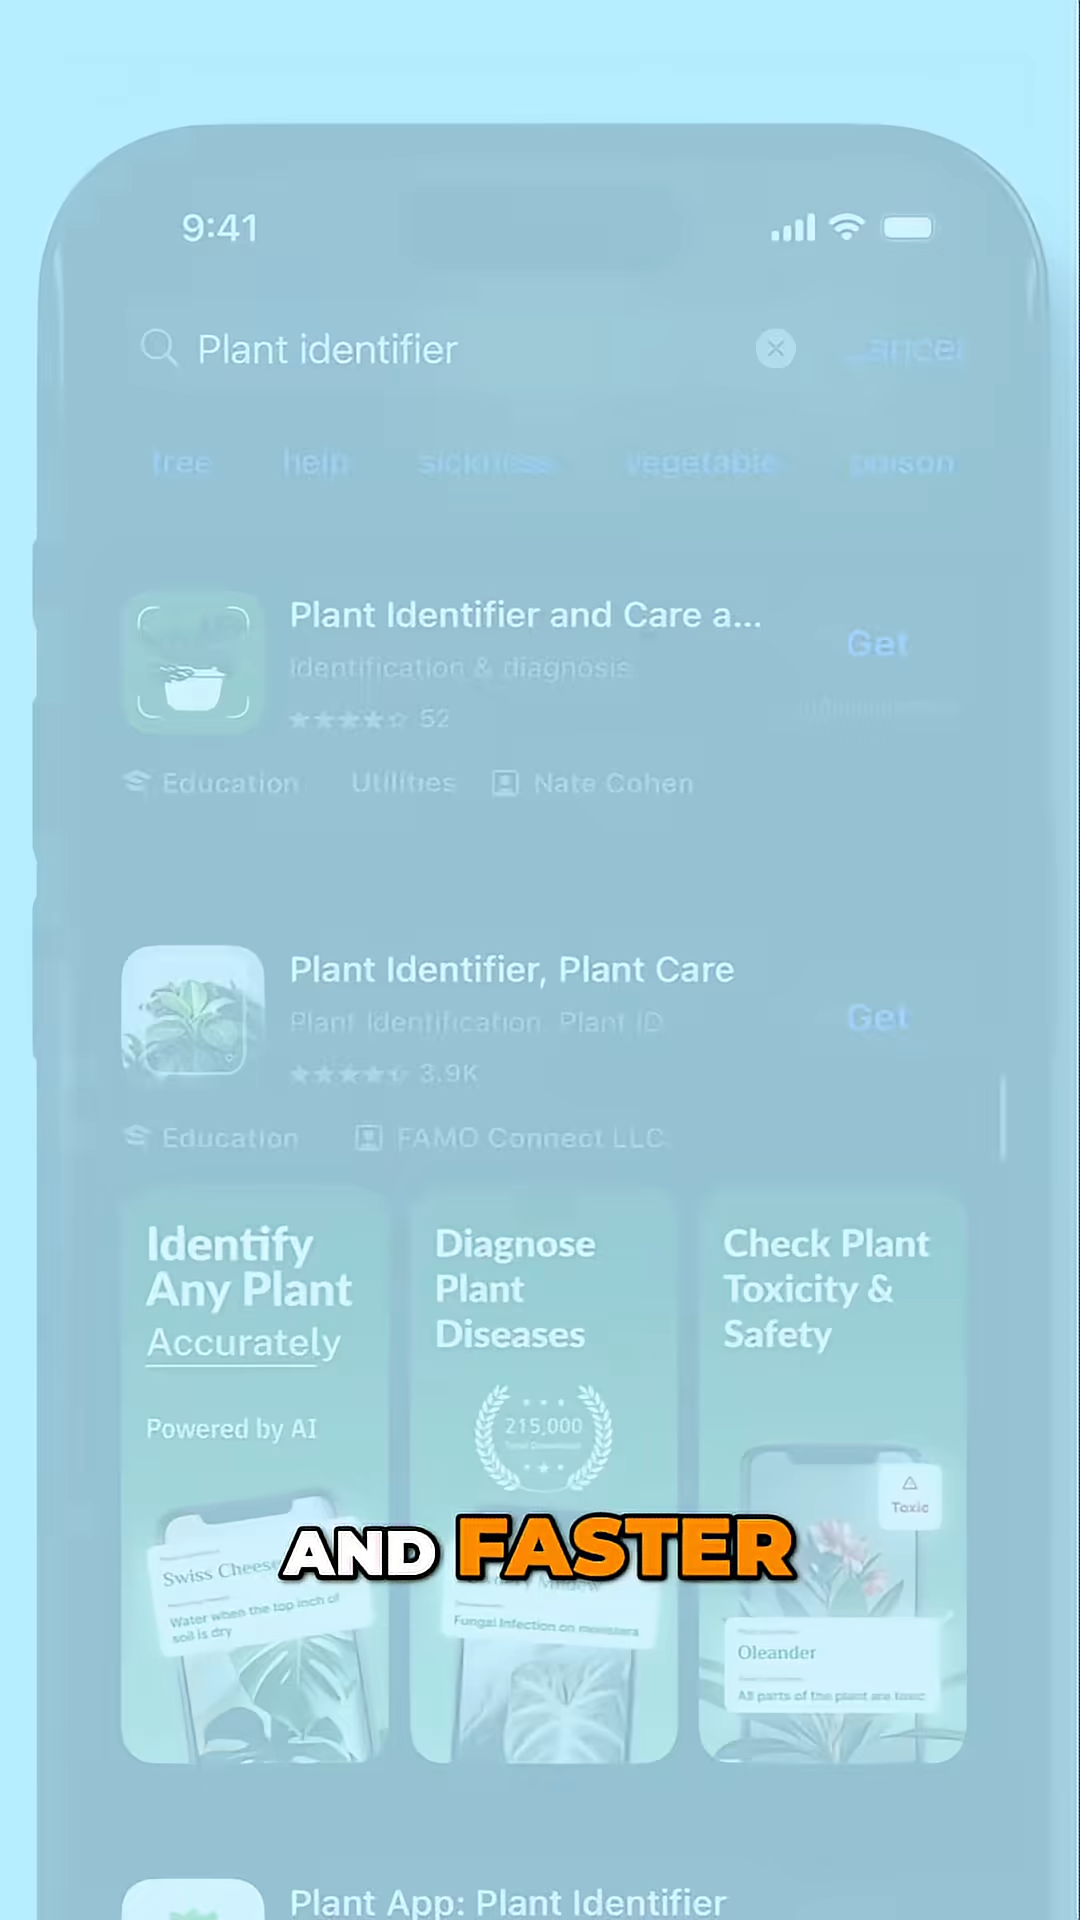 9:41
Plant identifier
tree help sickness vegetable poison
Plant Identifier and Care a...
Get
Identification & diagnosis
52
Education Utilities Nate Cohen
Plant Identifier, Plant Care
Plant Identification, Plant ID
Get
3.9K
Education FAMO Connect LLC
Identify
Any Plant
Accurately
Powered by AI
Swiss Cheese
Water when the top inch of
soil is dry
Diagnose
Plant
Diseases
215,000
Fungal Infection on monstera
Check Plant
Toxicity &
Safety
Toxic
Oleander
All parts of the plant are toxic
AND FASTER
Plant App: Plant Identifier